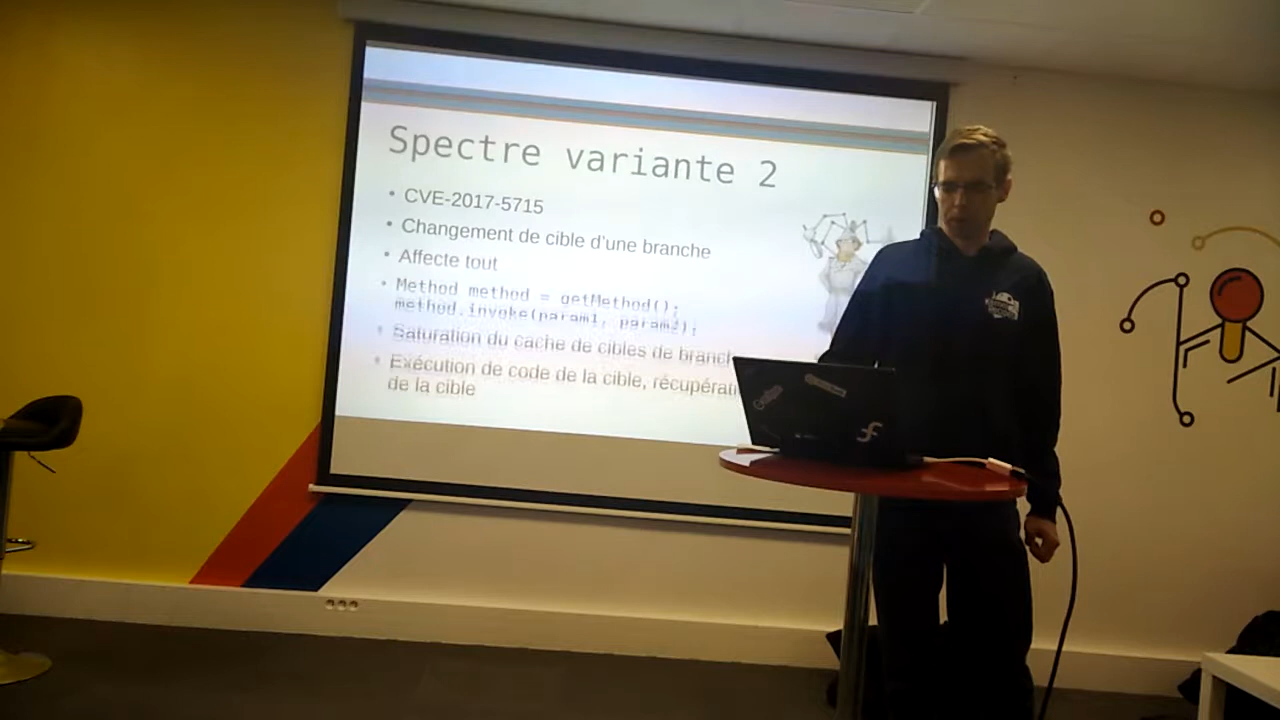 Spectre variante 2
• CVE-2017-5715
• Changement de cible d'une branche
• Affecte tout
• Method method = getMethod();
method.invoke(param1, param2);
• Saturation du cache de cibles de branch
• Exécution de code de la cible, récupérati
de la cible